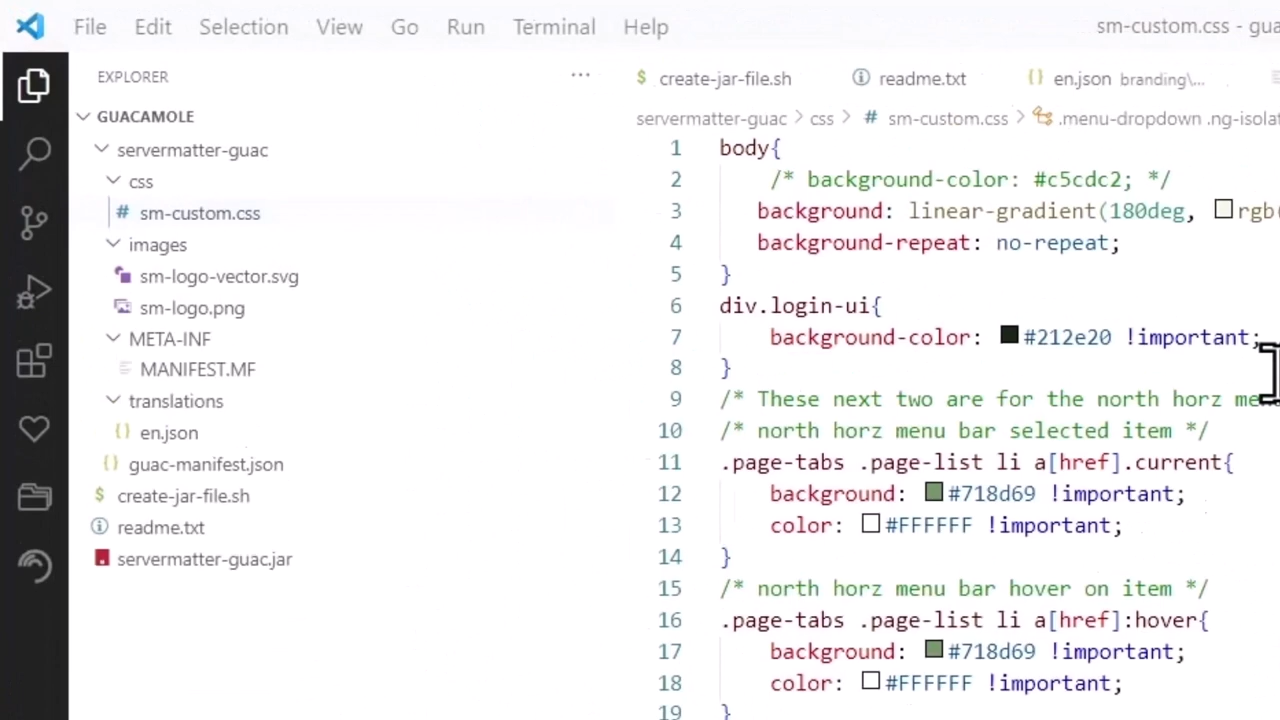 File Edit Selection View Go Run Terminal Help sm-custom.css - gua
EXPLORER ...
create-jar-file.sh readme.txt en.json branding\...
GUACAMOLE
servermatter-guac > css > # sm-custom.css > .menu-dropdown .ng-isolat
servermatter-guac
css
# sm-custom.css
images
sm-logo-vector.svg
sm-logo.png
META-INF
MANIFEST.MF
translations
{} en.json
{} guac-manifest.json
$ create-jar-file.sh
readme.txt
servermatter-guac.jar
1 body{
2 /* background-color: #c5cdc2; */
3 background: linear-gradient(180deg, rgb(
4 background-repeat: no-repeat;
5 }
6 div.login-ui{
7 background-color: #212e20 !important;
8 }
9 /* These next two are for the north horz me
10 /* north horz menu bar selected item */
11 .page-tabs .page-list li a[href].current{
12 background: #718d69 !important;
13 color: #FFFFFF !important;
14 }
15 /* north horz menu bar hover on item */
16 .page-tabs .page-list li a[href]:hover{
17 background: #718d69 !important;
18 color: #FFFFFF !important;
19 }